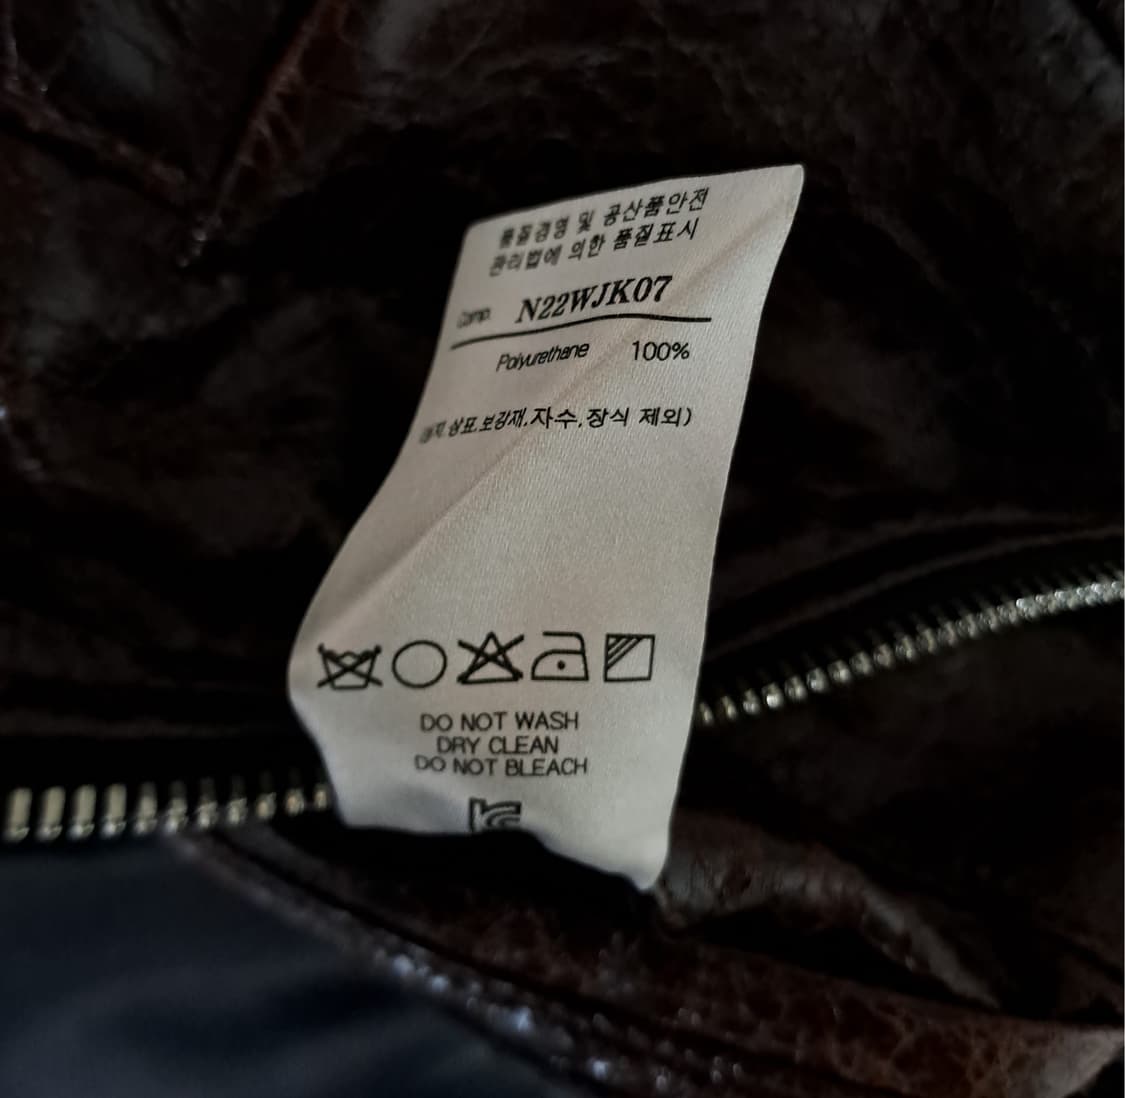 품질경영 및 공산품안전
관리법에 의한 품질표시
Comp. N22WJK07
Polyurethane 100%
상표,보강재,자수,장식 제외)
DO NOT WASH
DRY CLEAN
DO NOT BLEACH